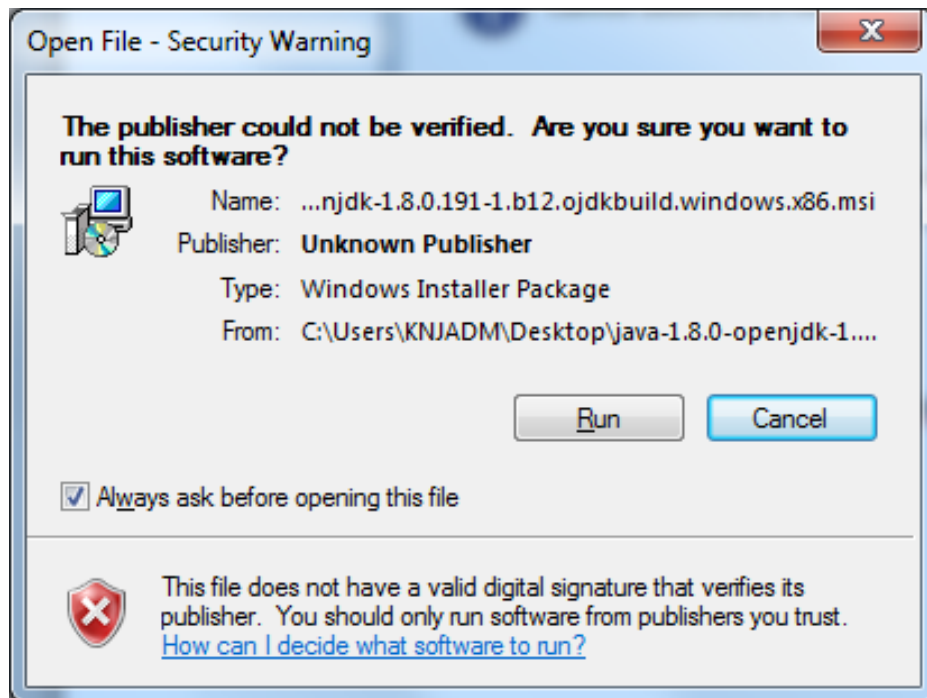 Open File - Security Warning
The publisher could not be verified.  Are you sure you want to
run this software?
Name: ...njdk-1.8.0.191-1.b12.ojdkbuild.windows.x86.msi
Publisher: Unknown Publisher
Type: Windows Installer Package
From: C:\Users\KNJADM\Desktop\java-1.8.0-openjdk-1....
Run Cancel
Always ask before opening this file
This file does not have a valid digital signature that verifies its
publisher.  You should only run software from publishers you trust.
How can I decide what software to run?